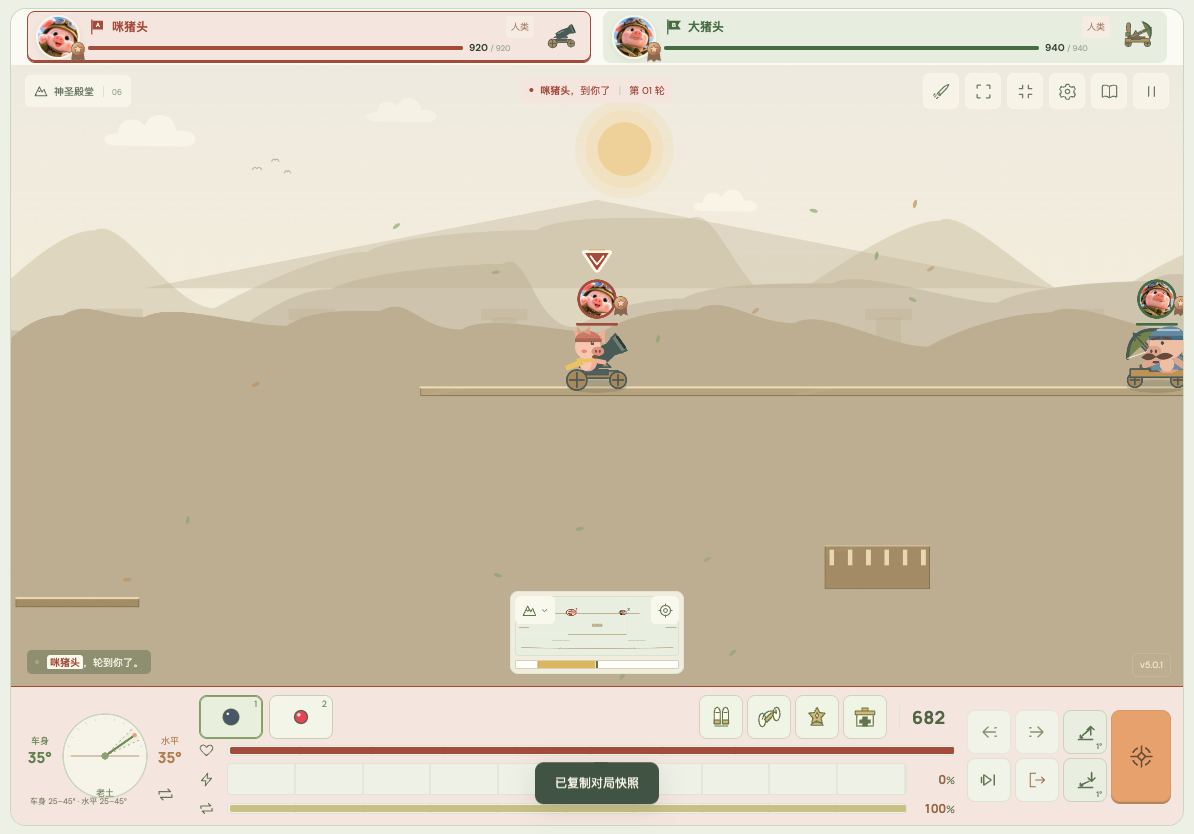 咪猪头
人类
920 / 920
大猪头
人类
940 / 940
神圣殿堂 06
咪猪头，到你了 第 01 轮
咪猪头，轮到你了。
v5.0.1
车身
35°
水平
35°
老土
车身 25–45° · 水平 25–45°
1
2
682
0%
100%
已复制对局快照
1°
1°